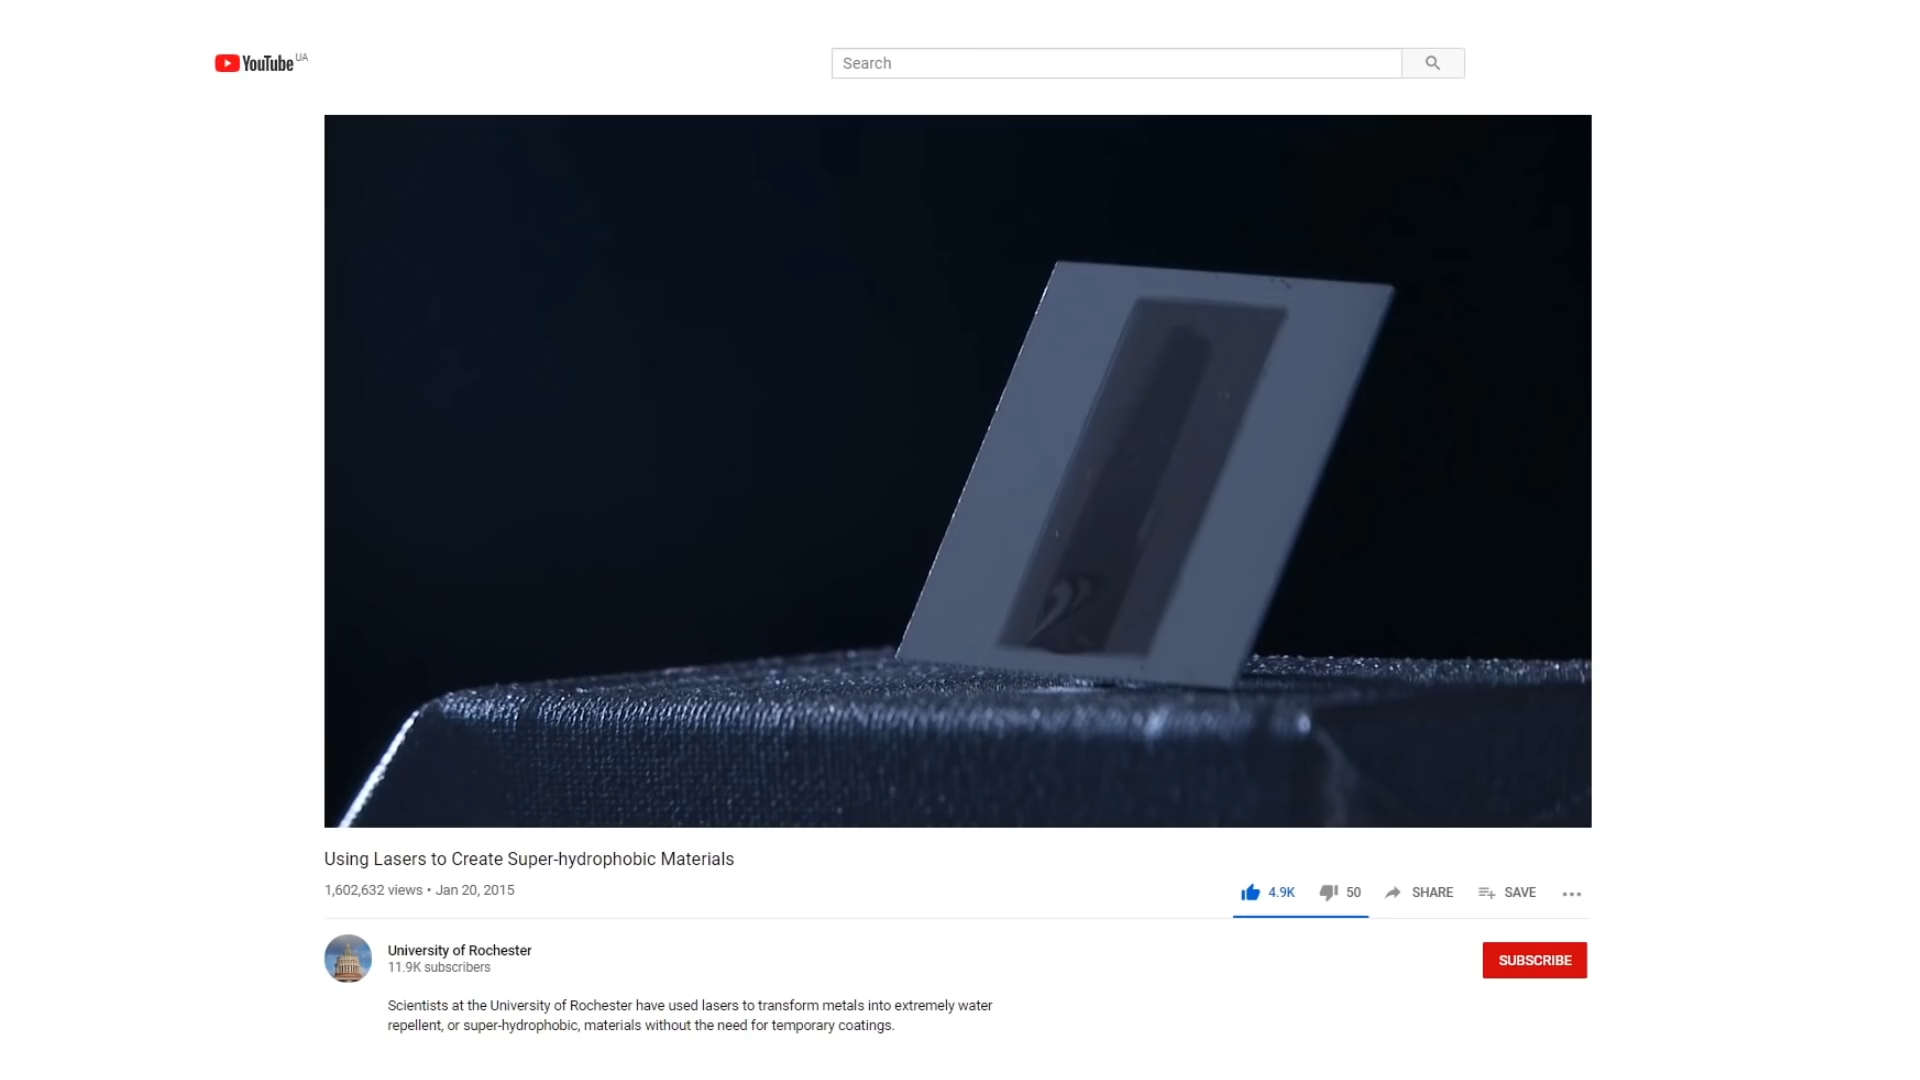 YouTube UA
Search
Using Lasers to Create Super-hydrophobic Materials
1,602,632 views • Jan 20, 2015
4.9K 50 SHARE SAVE
University of Rochester
11.9K subscribers
SUBSCRIBE
Scientists at the University of Rochester have used lasers to transform metals into extremely water
repellent, or super-hydrophobic, materials without the need for temporary coatings.